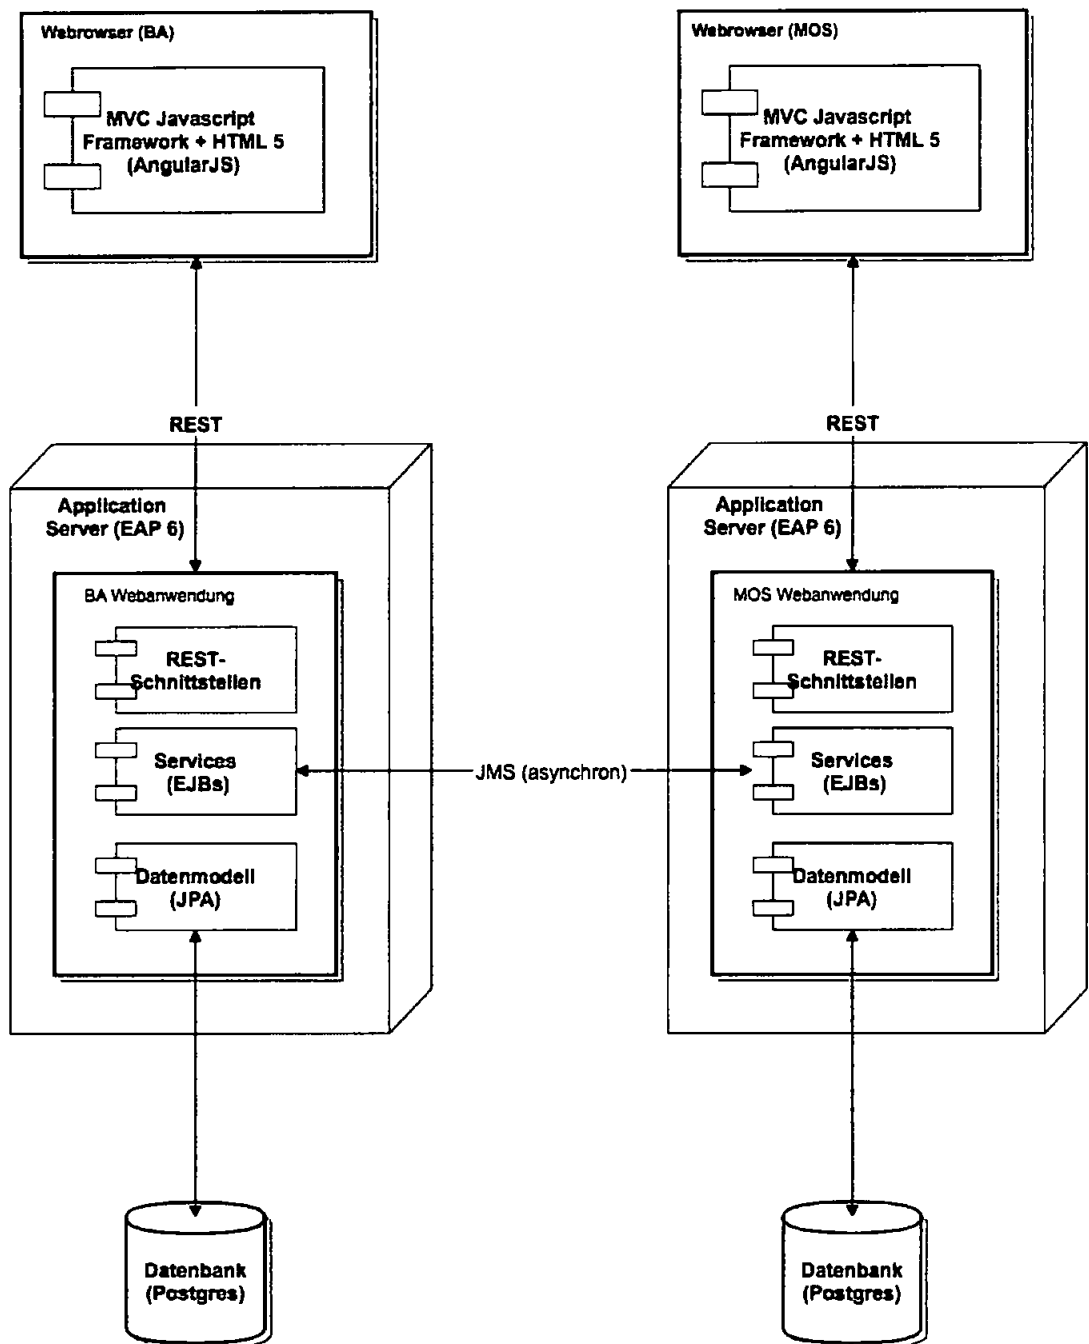 Webrowser (BA)
MVC Javascript
Framework + HTML 5
(AngularJS)
REST
Application
Server (EAP 6)
BA Webanwendung
REST-
Schnittstellen
Services
(EJBs)
Datenmodell
(JPA)
Datenbank
(Postgres)
JMS (asynchron)
Webrowser (MOS)
MVC Javascript
Framework + HTML 5
(AngularJS)
REST
Application
Server (EAP 6)
MOS Webanwendung
REST-
Schnittstellen
Services
(EJBs)
Datenmodell
(JPA)
Datenbank
(Postgres)